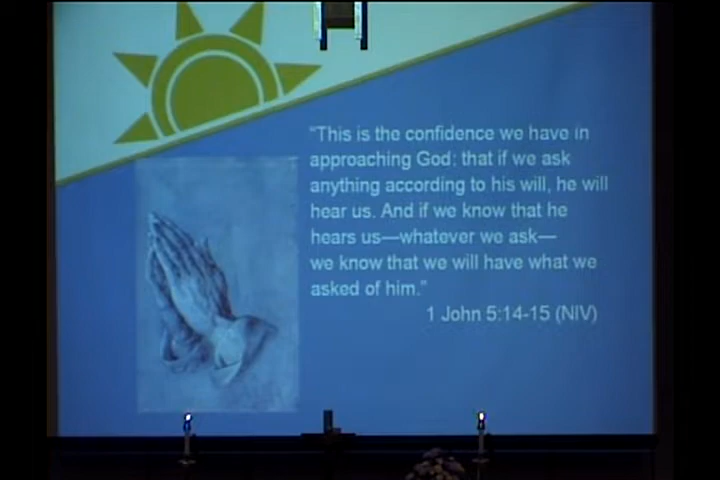 “This is the confidence we have in
approaching God: that if we ask
anything according to his will, he will
hear us. And if we know that he
hears us—whatever we ask—
we know that we will have what we
asked of him.”
1 John 5:14-15 (NIV)